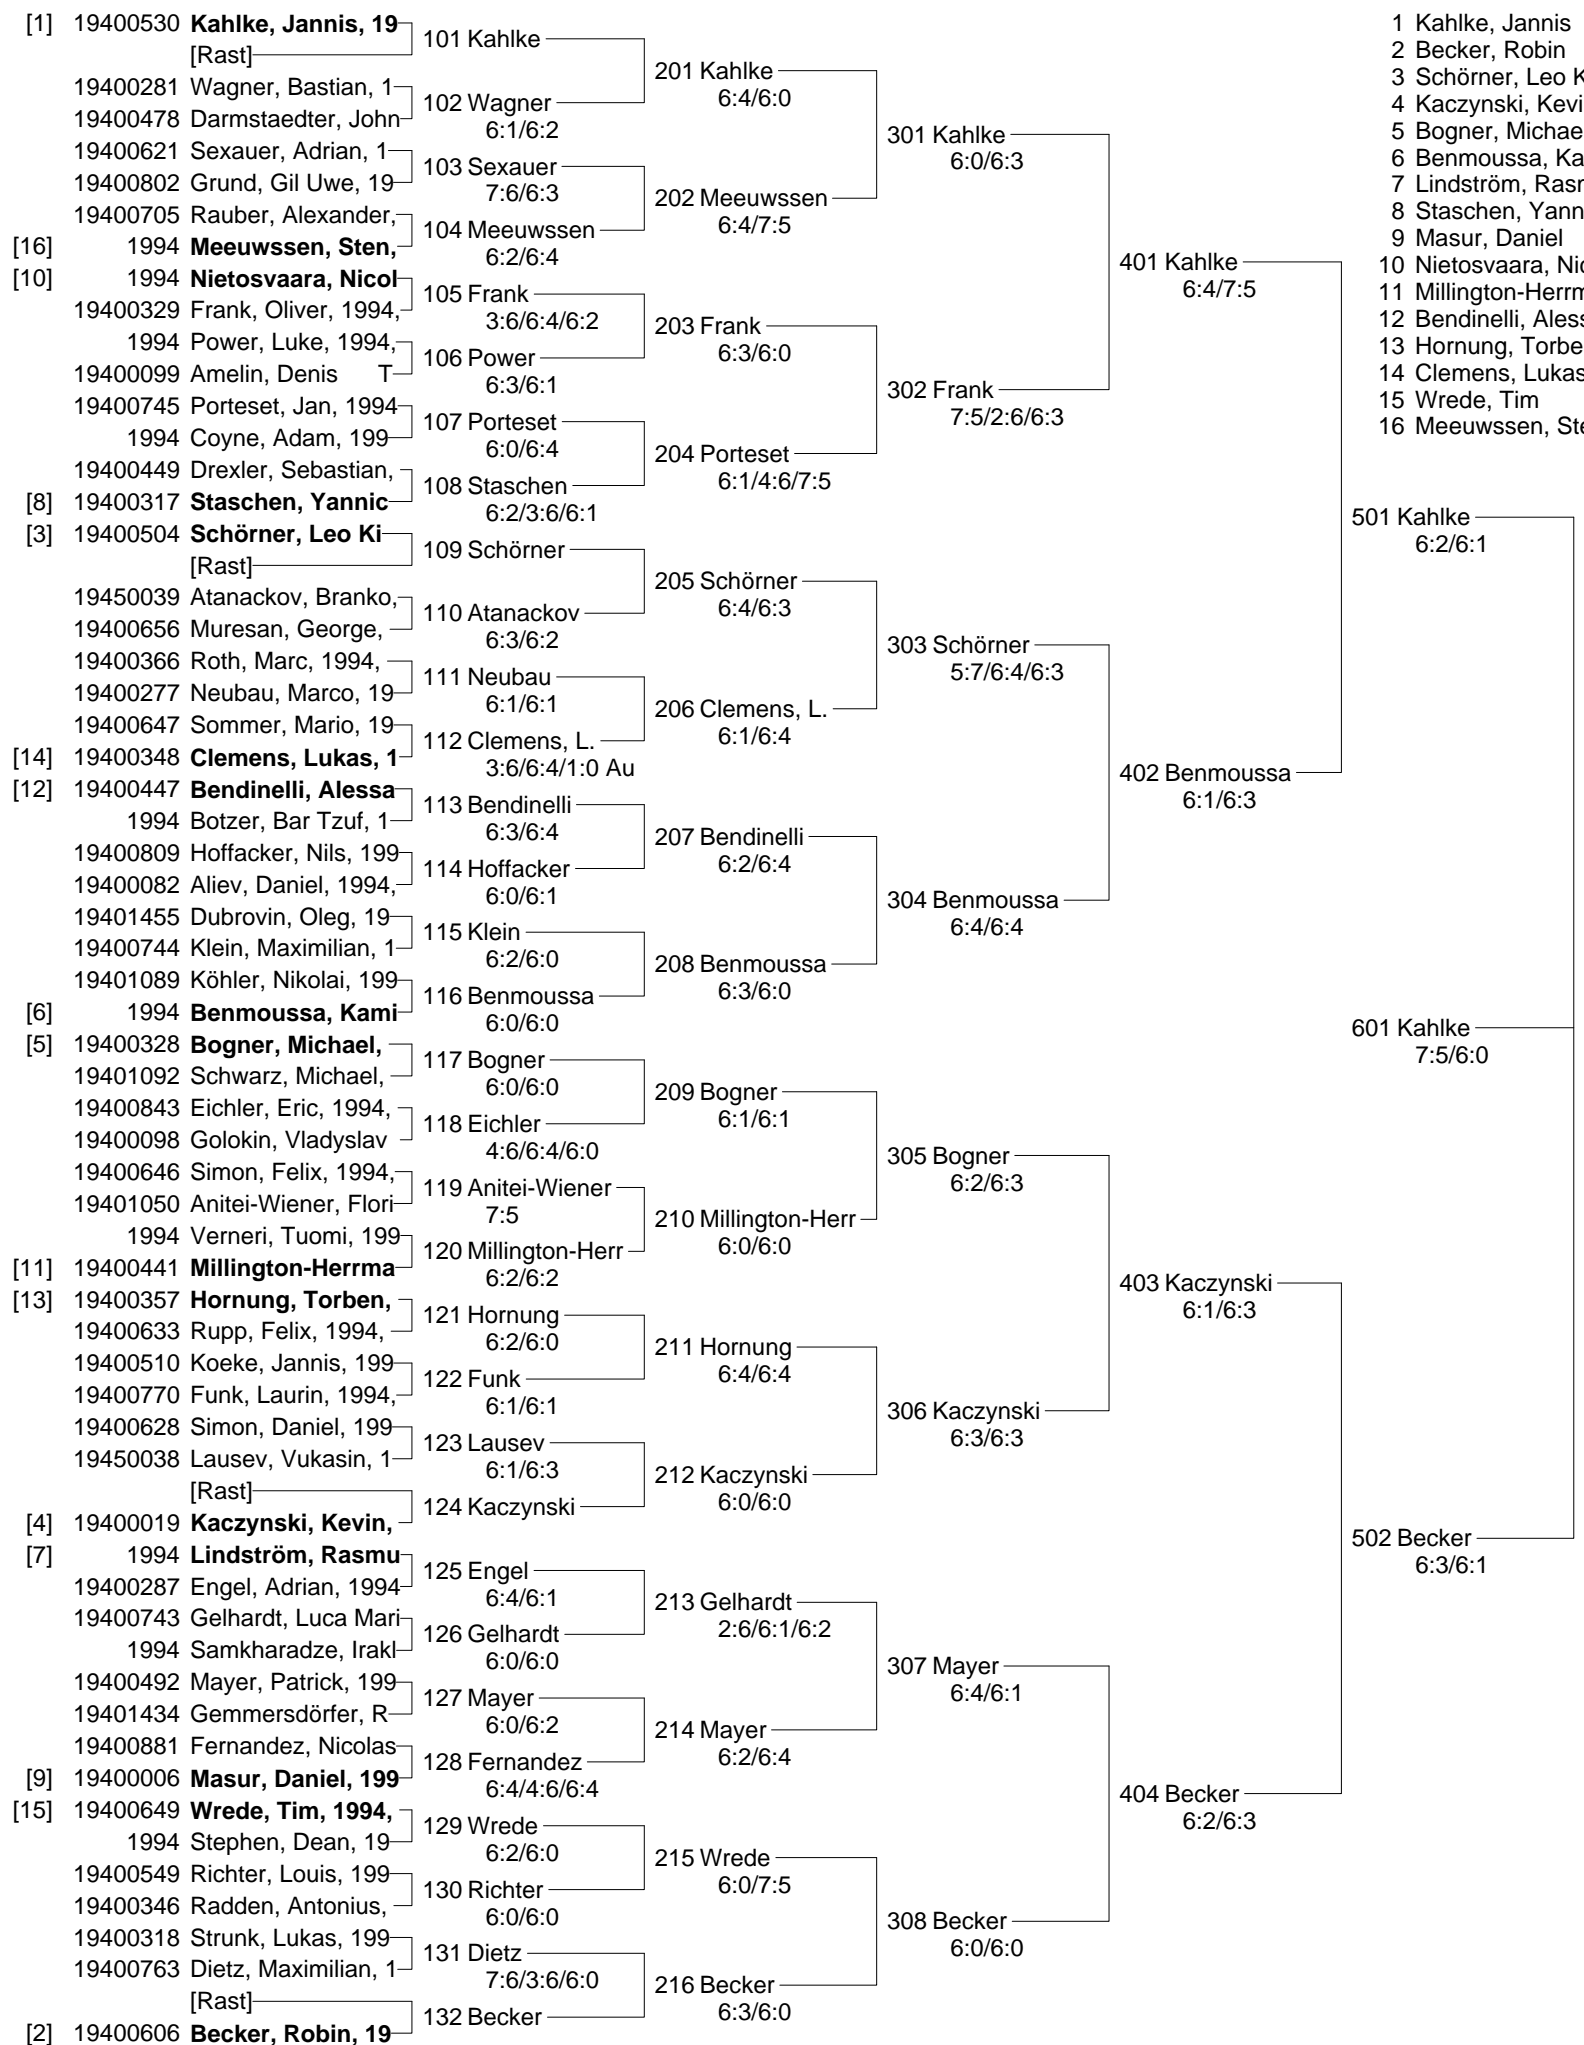 [1] 19400530 Kahlke, Jannis, 19
[Rast]
19400281 Wagner, Bastian, 1
19400478 Darmstaedter, John
19400621 Sexauer, Adrian, 1
19400802 Grund, Gil Uwe, 19
19400705 Rauber, Alexander,
[16] 1994 Meeuwssen, Sten,
[10] 1994 Nietosvaara, Nicol
19400329 Frank, Oliver, 1994,
1994 Power, Luke, 1994,
19400099 Amelin, Denis T
19400745 Porteset, Jan, 1994
1994 Coyne, Adam, 199
19400449 Drexler, Sebastian,
[8] 19400317 Staschen, Yannic
[3] 19400504 Schörner, Leo Ki
[Rast]
19450039 Atanackov, Branko,
19400656 Muresan, George,
19400366 Roth, Marc, 1994,
19400277 Neubau, Marco, 19
19400647 Sommer, Mario, 19
[14] 19400348 Clemens, Lukas, 1
[12] 19400447 Bendinelli, Alessa
1994 Botzer, Bar Tzuf, 1
19400809 Hoffacker, Nils, 199
19400082 Aliev, Daniel, 1994,
19401455 Dubrovin, Oleg, 19
19400744 Klein, Maximilian, 1
19401089 Köhler, Nikolai, 199
[6] 1994 Benmoussa, Kami
[5] 19400328 Bogner, Michael,
19401092 Schwarz, Michael,
19400843 Eichler, Eric, 1994,
19400098 Golokin, Vladyslav
19400646 Simon, Felix, 1994,
19401050 Anitei-Wiener, Flori
1994 Verneri, Tuomi, 199
[11] 19400441 Millington-Herrma
[13] 19400357 Hornung, Torben,
19400633 Rupp, Felix, 1994,
19400510 Koeke, Jannis, 199
19400770 Funk, Laurin, 1994,
19400628 Simon, Daniel, 199
19450038 Lausev, Vukasin, 1
[Rast]
[4] 19400019 Kaczynski, Kevin,
[7] 1994 Lindström, Rasmu
19400287 Engel, Adrian, 1994
19400743 Gelhardt, Luca Mari
1994 Samkharadze, Irakl
19400492 Mayer, Patrick, 199
19401434 Gemmersdörfer, R
19400881 Fernandez, Nicolas
[9] 19400006 Masur, Daniel, 199
[15] 19400649 Wrede, Tim, 1994,
1994 Stephen, Dean, 19
19400549 Richter, Louis, 199
19400346 Radden, Antonius,
19400318 Strunk, Lukas, 199
19400763 Dietz, Maximilian, 1
[Rast]
[2] 19400606 Becker, Robin, 19
101 Kahlke
102 Wagner
6:1/6:2
103 Sexauer
7:6/6:3
104 Meeuwssen
6:2/6:4
105 Frank
3:6/6:4/6:2
106 Power
6:3/6:1
107 Porteset
6:0/6:4
108 Staschen
6:2/3:6/6:1
109 Schörner
110 Atanackov
6:3/6:2
111 Neubau
6:1/6:1
112 Clemens, L.
3:6/6:4/1:0 Au
113 Bendinelli
6:3/6:4
114 Hoffacker
6:0/6:1
115 Klein
6:2/6:0
116 Benmoussa
6:0/6:0
117 Bogner
6:0/6:0
118 Eichler
4:6/6:4/6:0
119 Anitei-Wiener
7:5
120 Millington-Herr
6:2/6:2
121 Hornung
6:2/6:0
122 Funk
6:1/6:1
123 Lausev
6:1/6:3
124 Kaczynski
125 Engel
6:4/6:1
126 Gelhardt
6:0/6:0
127 Mayer
6:0/6:2
128 Fernandez
6:4/4:6/6:4
129 Wrede
6:2/6:0
130 Richter
6:0/6:0
131 Dietz
7:6/3:6/6:0
132 Becker
201 Kahlke
6:4/6:0
202 Meeuwssen
6:4/7:5
203 Frank
6:3/6:0
204 Porteset
6:1/4:6/7:5
205 Schörner
6:4/6:3
206 Clemens, L.
6:1/6:4
207 Bendinelli
6:2/6:4
208 Benmoussa
6:3/6:0
209 Bogner
6:1/6:1
210 Millington-Herr
6:0/6:0
211 Hornung
6:4/6:4
212 Kaczynski
6:0/6:0
213 Gelhardt
2:6/6:1/6:2
214 Mayer
6:2/6:4
215 Wrede
6:0/7:5
216 Becker
6:3/6:0
301 Kahlke
6:0/6:3
302 Frank
7:5/2:6/6:3
303 Schörner
5:7/6:4/6:3
304 Benmoussa
6:4/6:4
305 Bogner
6:2/6:3
306 Kaczynski
6:3/6:3
307 Mayer
6:4/6:1
308 Becker
6:0/6:0
401 Kahlke
6:4/7:5
402 Benmoussa
6:1/6:3
403 Kaczynski
6:1/6:3
404 Becker
6:2/6:3
501 Kahlke
6:2/6:1
601 Kahlke
7:5/6:0
502 Becker
6:3/6:1
1 Kahlke, Jannis
2 Becker, Robin
3 Schörner, Leo K
4 Kaczynski, Kevi
5 Bogner, Michae
6 Benmoussa, Ka
7 Lindström, Rasm
8 Staschen, Yann
9 Masur, Daniel
10 Nietosvaara, Nic
11 Millington-Herrm
12 Bendinelli, Aless
13 Hornung, Torbe
14 Clemens, Lukas
15 Wrede, Tim
16 Meeuwssen, Ste